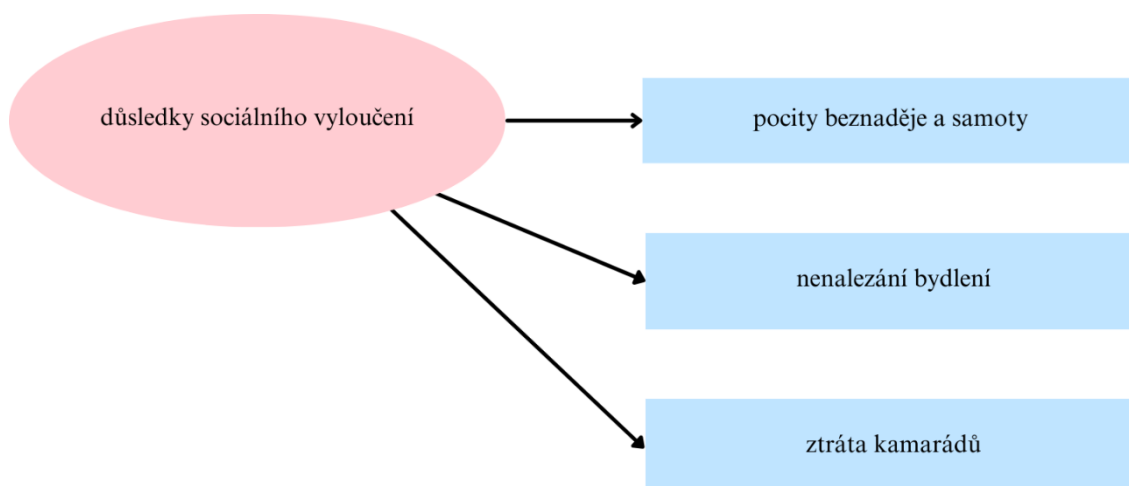 důsledky sociálního vyloučení
pocity beznaděje a samoty
nenalezání bydlení
ztráta kamarádů